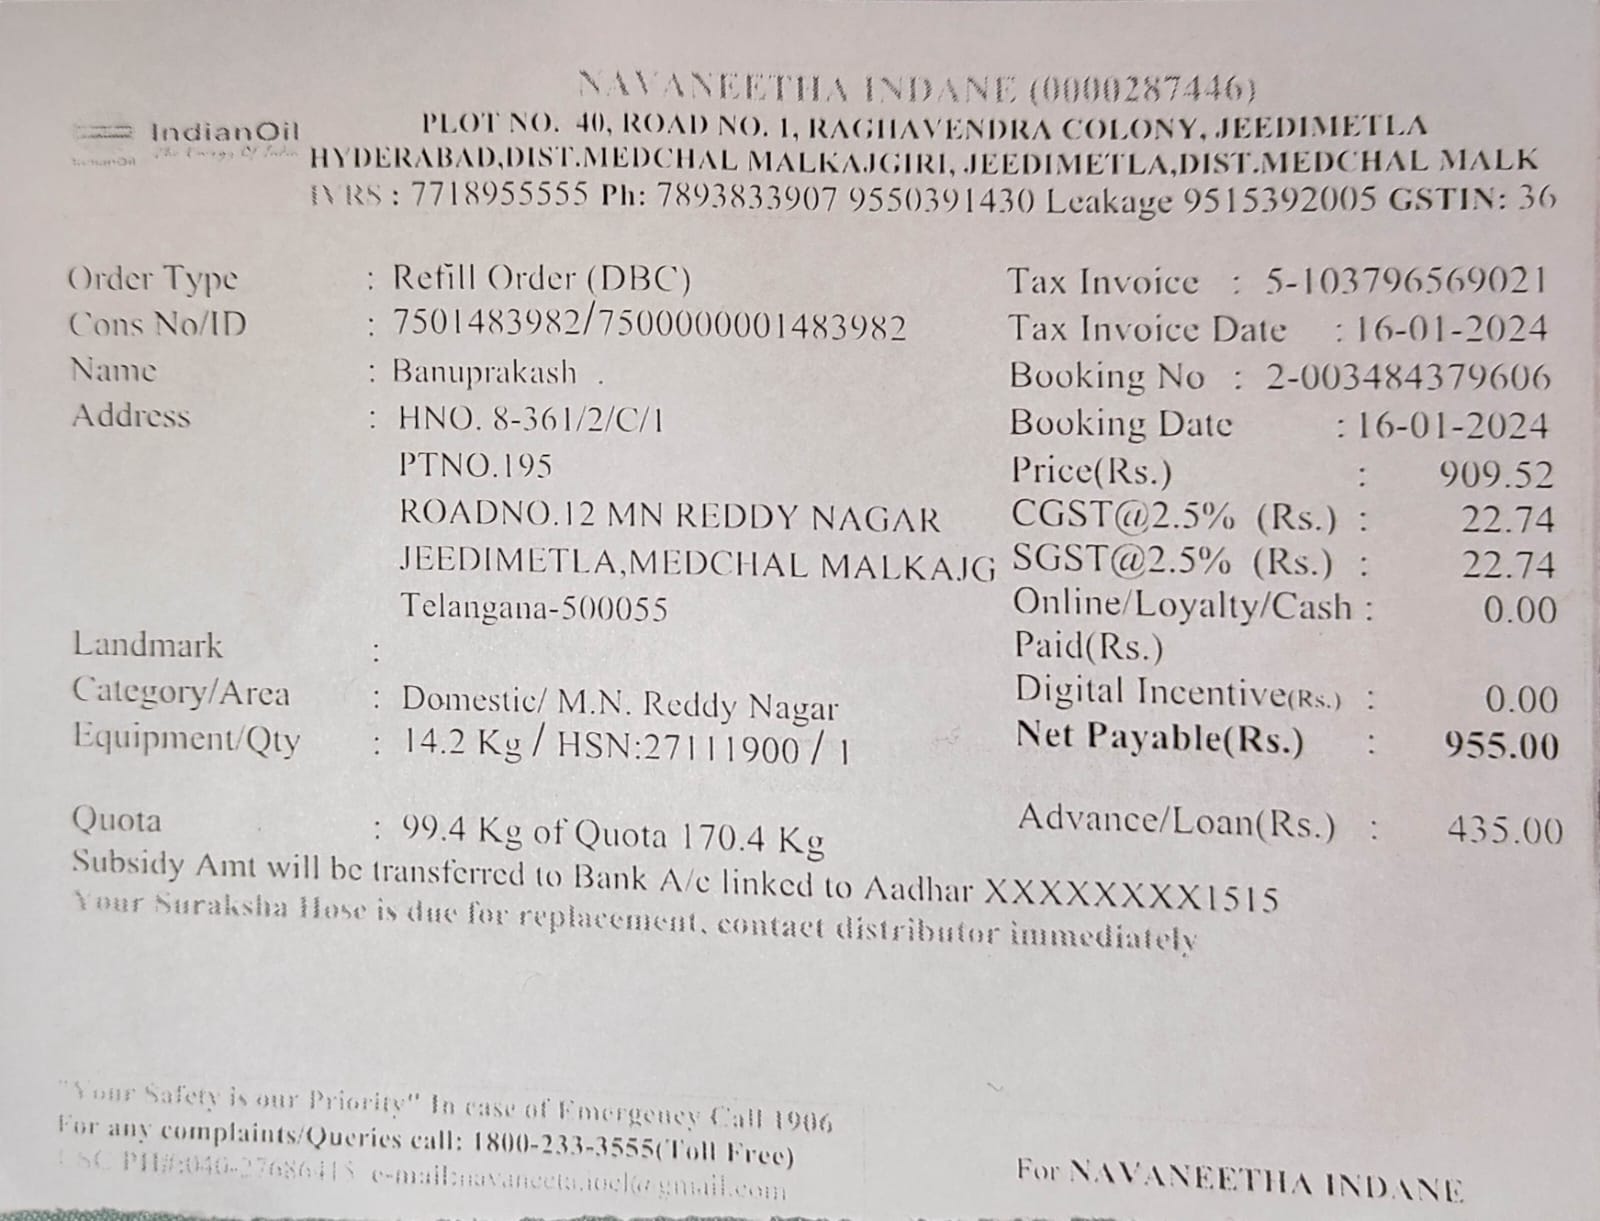 NAVANEETHA INDANE (0000287446)
IndianOil
The Energy Of India
IndianOil
PLOT NO. 40, ROAD NO. 1, RAGHAVENDRA COLONY, JEEDIMETLA
HYDERABAD,DIST.MEDCHAL MALKAJGIRI, JEEDIMETLA,DIST.MEDCHAL MALK
IVRS : 7718955555 Ph: 7893833907 9550391430 Leakage 9515392005 GSTIN: 36
Order Type : Refill Order (DBC) Tax Invoice : 5-103796569021
Cons No/ID : 7501483982/7500000001483982 Tax Invoice Date : 16-01-2024
Name : Banuprakash . Booking No : 2-003484379606
Address : HNO. 8-361/2/C/1 Booking Date : 16-01-2024
PTNO.195 Price(Rs.) : 909.52
ROADNO.12 MN REDDY NAGAR CGST@2.5% (Rs.) : 22.74
JEEDIMETLA,MEDCHAL MALKAJG SGST@2.5% (Rs.) : 22.74
Telangana-500055 Online/Loyalty/Cash : 0.00
Landmark : Paid(Rs.)
Category/Area : Domestic/ M.N. Reddy Nagar Digital Incentive(Rs.) : 0.00
Equipment/Qty : 14.2 Kg / HSN:27111900 / 1 Net Payable(Rs.) : 955.00
Quota : 99.4 Kg of Quota 170.4 Kg Advance/Loan(Rs.) : 435.00
Subsidy Amt will be transferred to Bank A/c linked to Aadhar XXXXXXXX1515
Your Suraksha Hose is due for replacement, contact distributor immediately
"Your Safety is our Priority" In case of Emergency Call 1906
For any complaints/Queries call: 1800-233-3555(Toll Free)
PH#:040-27686415 e-mail:navaneeta.iocl@gmail.com
For NAVANEETHA INDANE